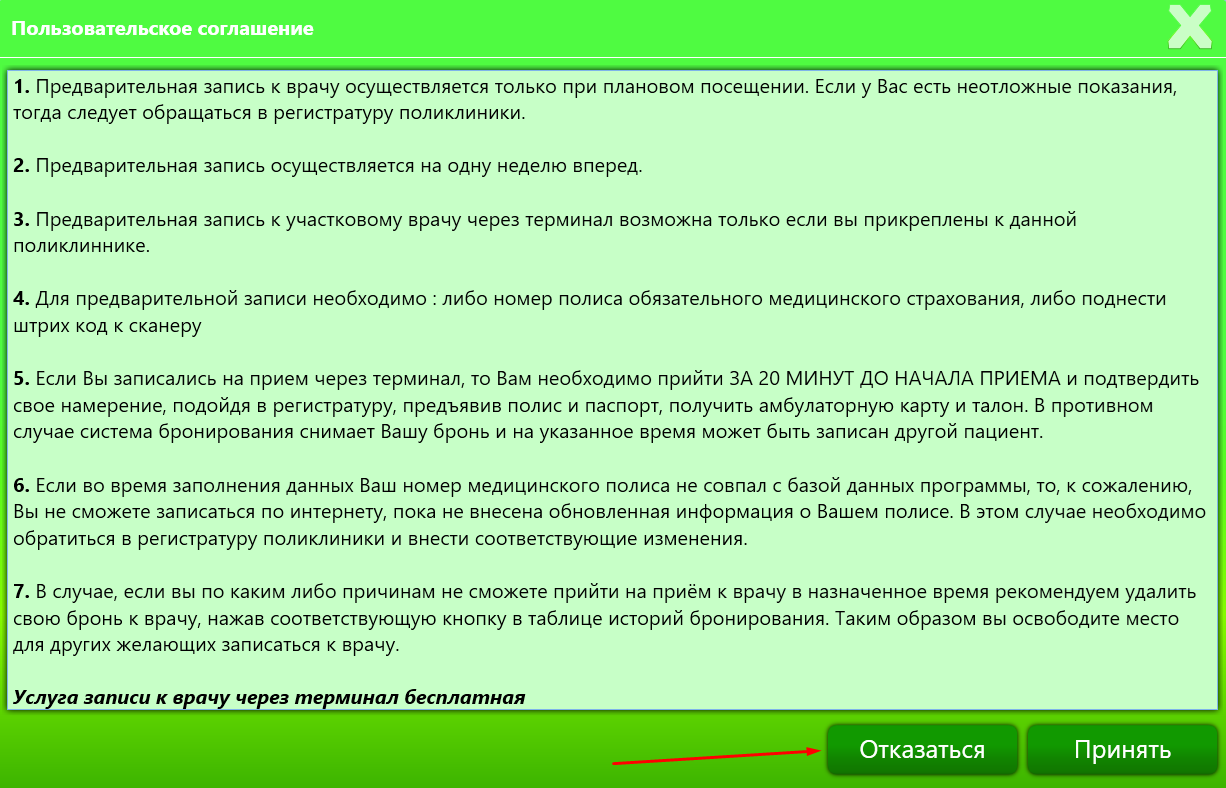 Пользовательское соглашение
1. Предварительная запись к врачу осуществляется только при плановом посещении. Если у Вас есть неотложные показания,
тогда следует обращаться в регистратуру поликлиники.
2. Предварительная запись осуществляется на одну неделю вперед.
3. Предварительная запись к участковому врачу через терминал возможна только если вы прикреплены к данной
поликлиннике.
4. Для предварительной записи необходимо : либо номер полиса обязательного медицинского страхования, либо поднести
штрих код к сканеру
5. Если Вы записались на прием через терминал, то Вам необходимо прийти ЗА 20 МИНУТ ДО НАЧАЛА ПРИЕМА и подтвердить
свое намерение, подойдя в регистратуру, предъявив полис и паспорт, получить амбулаторную карту и талон. В противном
случае система бронирования снимает Вашу бронь и на указанное время может быть записан другой пациент.
6. Если во время заполнения данных Ваш номер медицинского полиса не совпал с базой данных программы, то, к сожалению,
Вы не сможете записаться по интернету, пока не внесена обновленная информация о Вашем полисе. В этом случае необходимо
обратиться в регистратуру поликлиники и внести соответствующие изменения.
7. В случае, если вы по каким либо причинам не сможете прийти на приём к врачу в назначенное время рекомендуем удалить
свою бронь к врачу, нажав соответствующую кнопку в таблице историй бронирования. Таким образом вы освободите место
для других желающих записаться к врачу.
Услуга записи к врачу через терминал бесплатная
Отказаться Принять